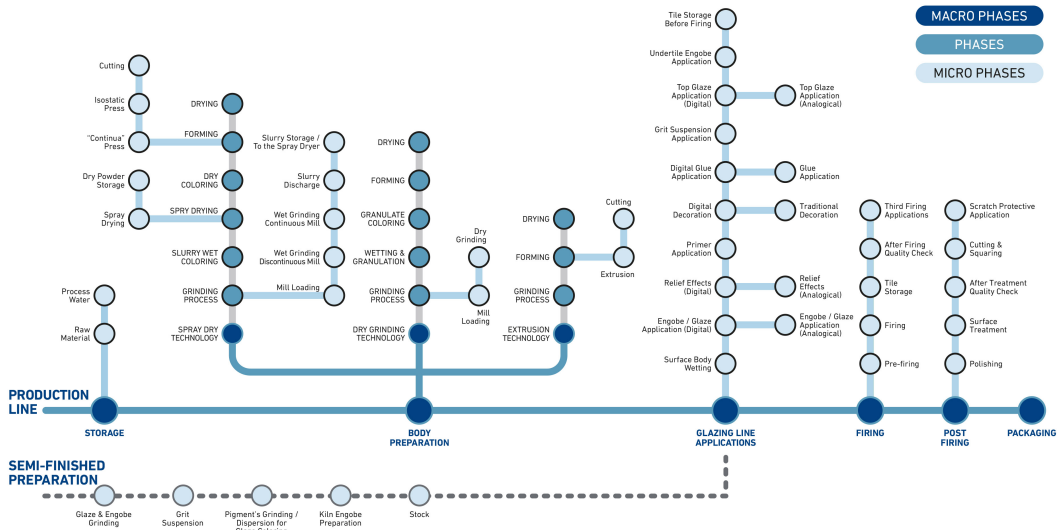 MACRO PHASES
PHASES
MICRO PHASES
Cutting
Isostatic
Press
"Continua"
Press
Dry Powder
Storage
Spray
Drying
DRYING
FORMING
DRY
COLORING
SPRY DRYING
SLURRY WET
COLORING
GRINDING
PROCESS
SPRAY DRY
TECHNOLOGY
Slurry Storage /
To the Spray Dryer
Slurry
Discharge
Wet Grinding
Continuous Mill
Wet Grinding
Discontinuous Mill
Mill Loading
DRYING
FORMING
GRANULATE
COLORING
WETTING &
GRANULATION
GRINDING
PROCESS
DRY GRINDING
TECHNOLOGY
Dry
Grinding
Mill
Loading
DRYING
FORMING
GRINDING
PROCESS
EXTRUSION
TECHNOLOGY
Cutting
Extrusion
Process
Water
Raw
Material
Tile Storage
Before Firing
Undertile Engobe
Application
Top Glaze
Application
(Digital)
Top Glaze
Application
(Analogical)
Grit Suspension
Application
Digital Glue
Application
Glue
Application
Digital
Decoration
Traditional
Decoration
Primer
Application
Relief Effects
(Digital)
Relief
Effects
(Analogical)
Engobe / Glaze
Application (Digital)
Engobe / Glaze
Application
(Analogical)
Surface Body
Wetting
Third Firing
Applications
After Firing
Quality Check
Tile
Storage
Firing
Pre-firing
Scratch Protective
Application
Cutting &
Squaring
After Treatment
Quality Check
Surface
Treatment
Polishing
PRODUCTION
LINE
STORAGE
BODY
PREPARATION
GLAZING LINE
APPLICATIONS
FIRING
POST
FIRING
PACKAGING
SEMI-FINISHED
PREPARATION
Glaze & Engobe
Grinding
Grit
Suspension
Pigment's Grinding /
Dispersion for
Kiln Engobe
Preparation
Stock